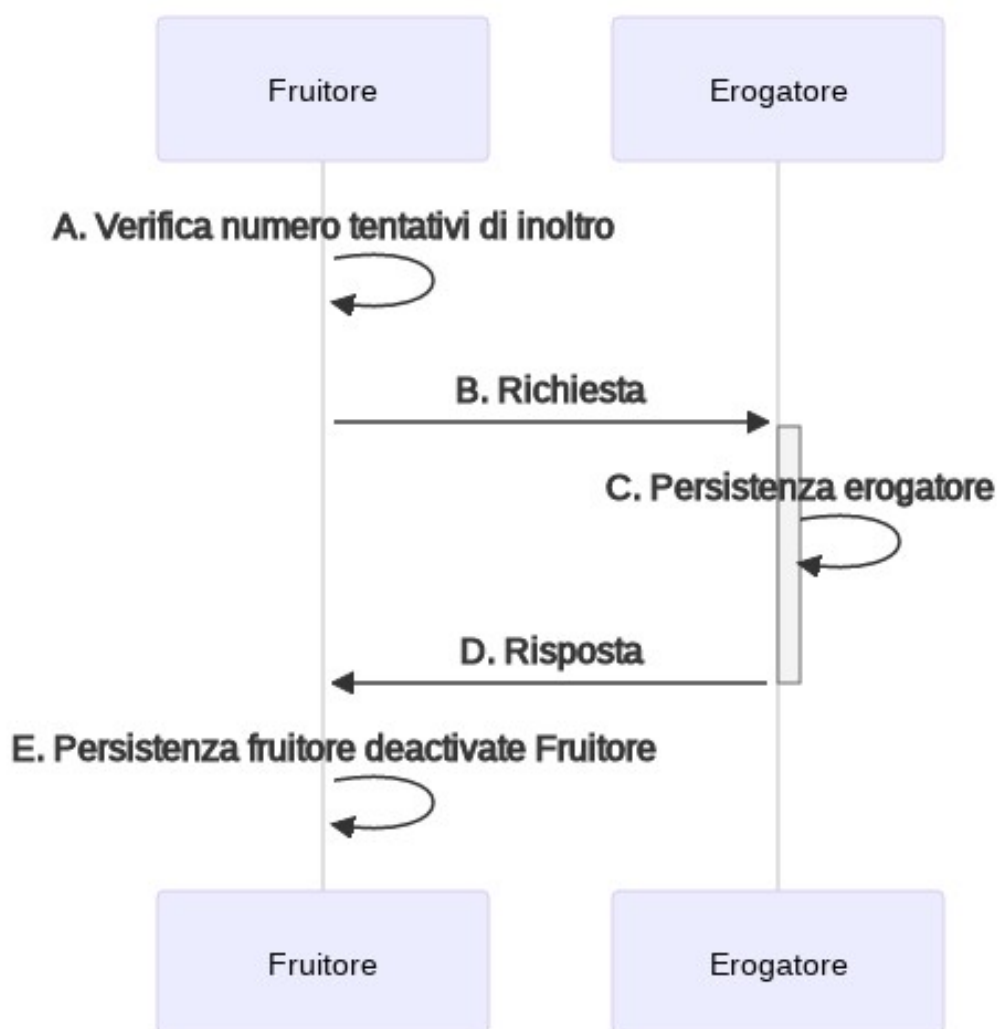 Fruitore
Erogatore
A. Verifica numero tentativi di inoltro
B. Richiesta
C. Persistenza erogatore
D. Risposta
E. Persistenza fruitore deactivate Fruitore
Fruitore
Erogatore